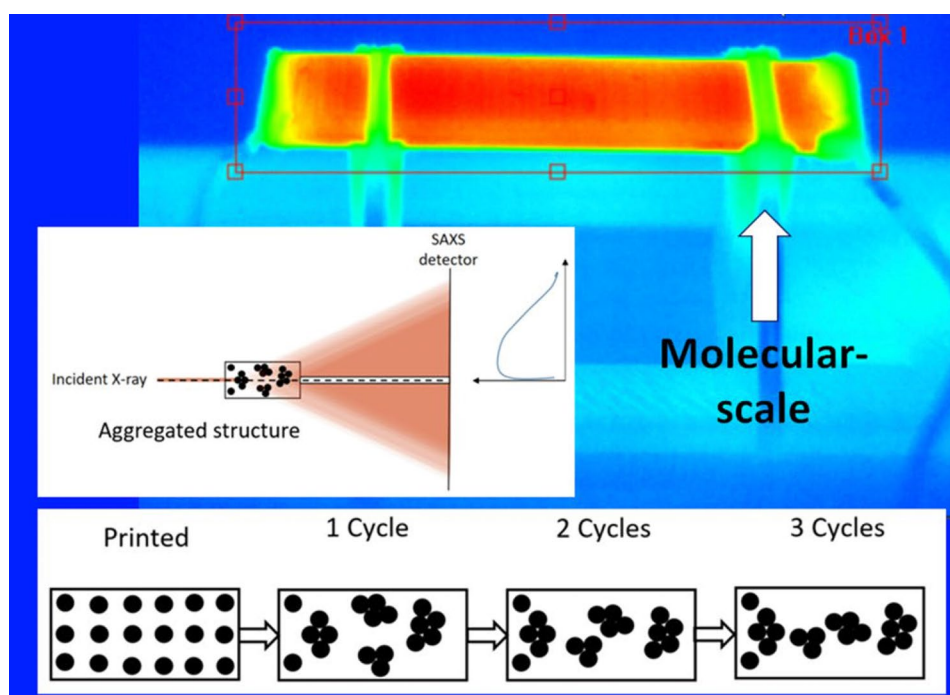 Box 1
SAXS
detector
Incident X-ray
Aggregated structure
Molecular-
scale
Printed
1 Cycle
2 Cycles
3 Cycles